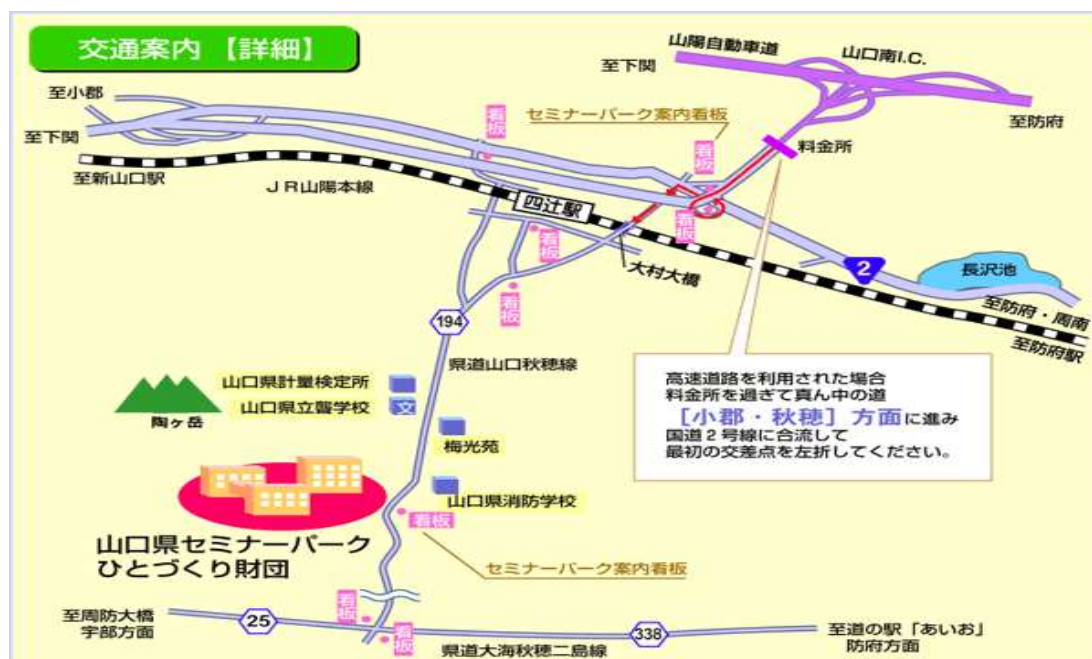 交通案内【詳細】
山陽自動車道
山口南I.C.
至下関
至防府
至小郡
至下関
至新山口駅
JR山陽本線
看板
セミナーパーク案内看板
看板
料金所
四辻駅
看板
看板
大村大橋
2
長沢池
至防府・周南
至防府駅
看板
194
県道山口秋穂線
高速道路を利用された場合
料金所を過ぎて真ん中の道
[小郡・秋穂]方面に進み
国道2号線に合流して
最初の交差点を左折してください。
陶ヶ岳
山口県計量検定所
山口県立聾学校
文
梅光苑
山口県消防学校
看板
山口県セミナーパーク
ひとづくり財団
セミナーパーク案内看板
至周防大橋
宇部方面
25
看板
看板
県道大海秋穂二島線
338
至道の駅「あいお」
防府方面